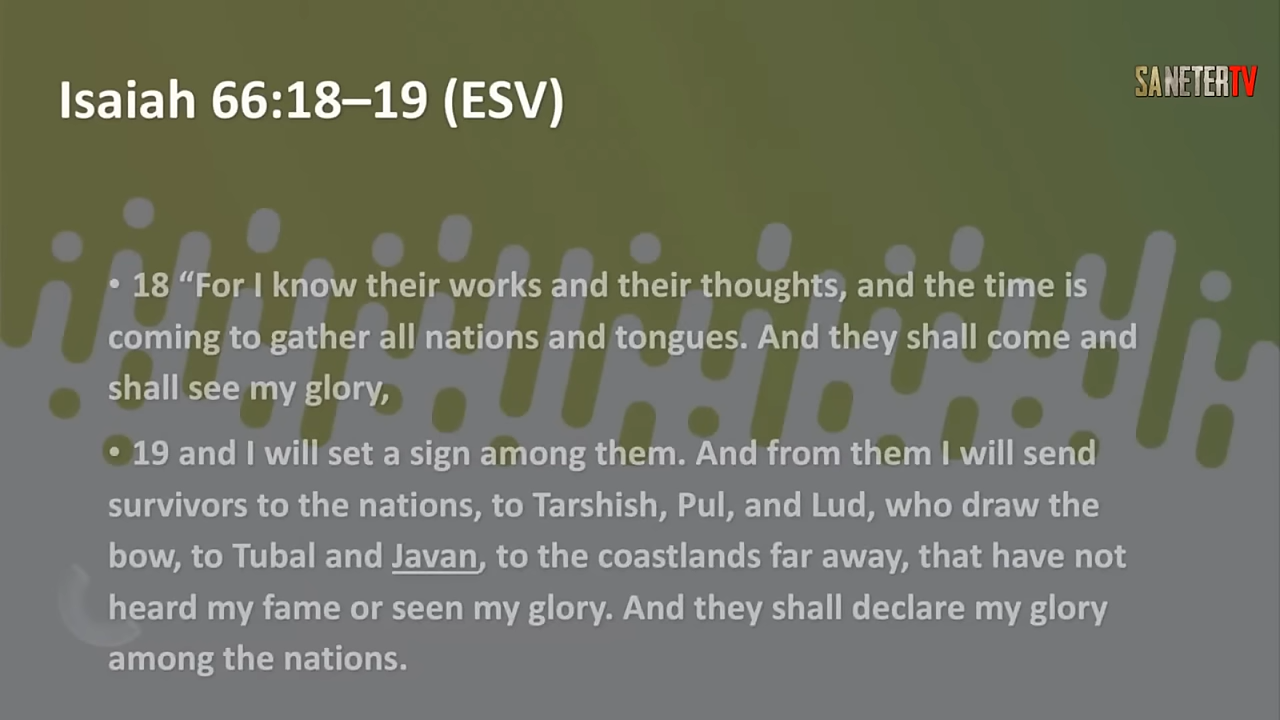 Isaiah 66:18–19 (ESV)
SANETERTV
• 18 “For I know their works and their thoughts, and the time is
coming to gather all nations and tongues. And they shall come and
shall see my glory,
• 19 and I will set a sign among them. And from them I will send
survivors to the nations, to Tarshish, Pul, and Lud, who draw the
bow, to Tubal and Javan, to the coastlands far away, that have not
heard my fame or seen my glory. And they shall declare my glory
among the nations.